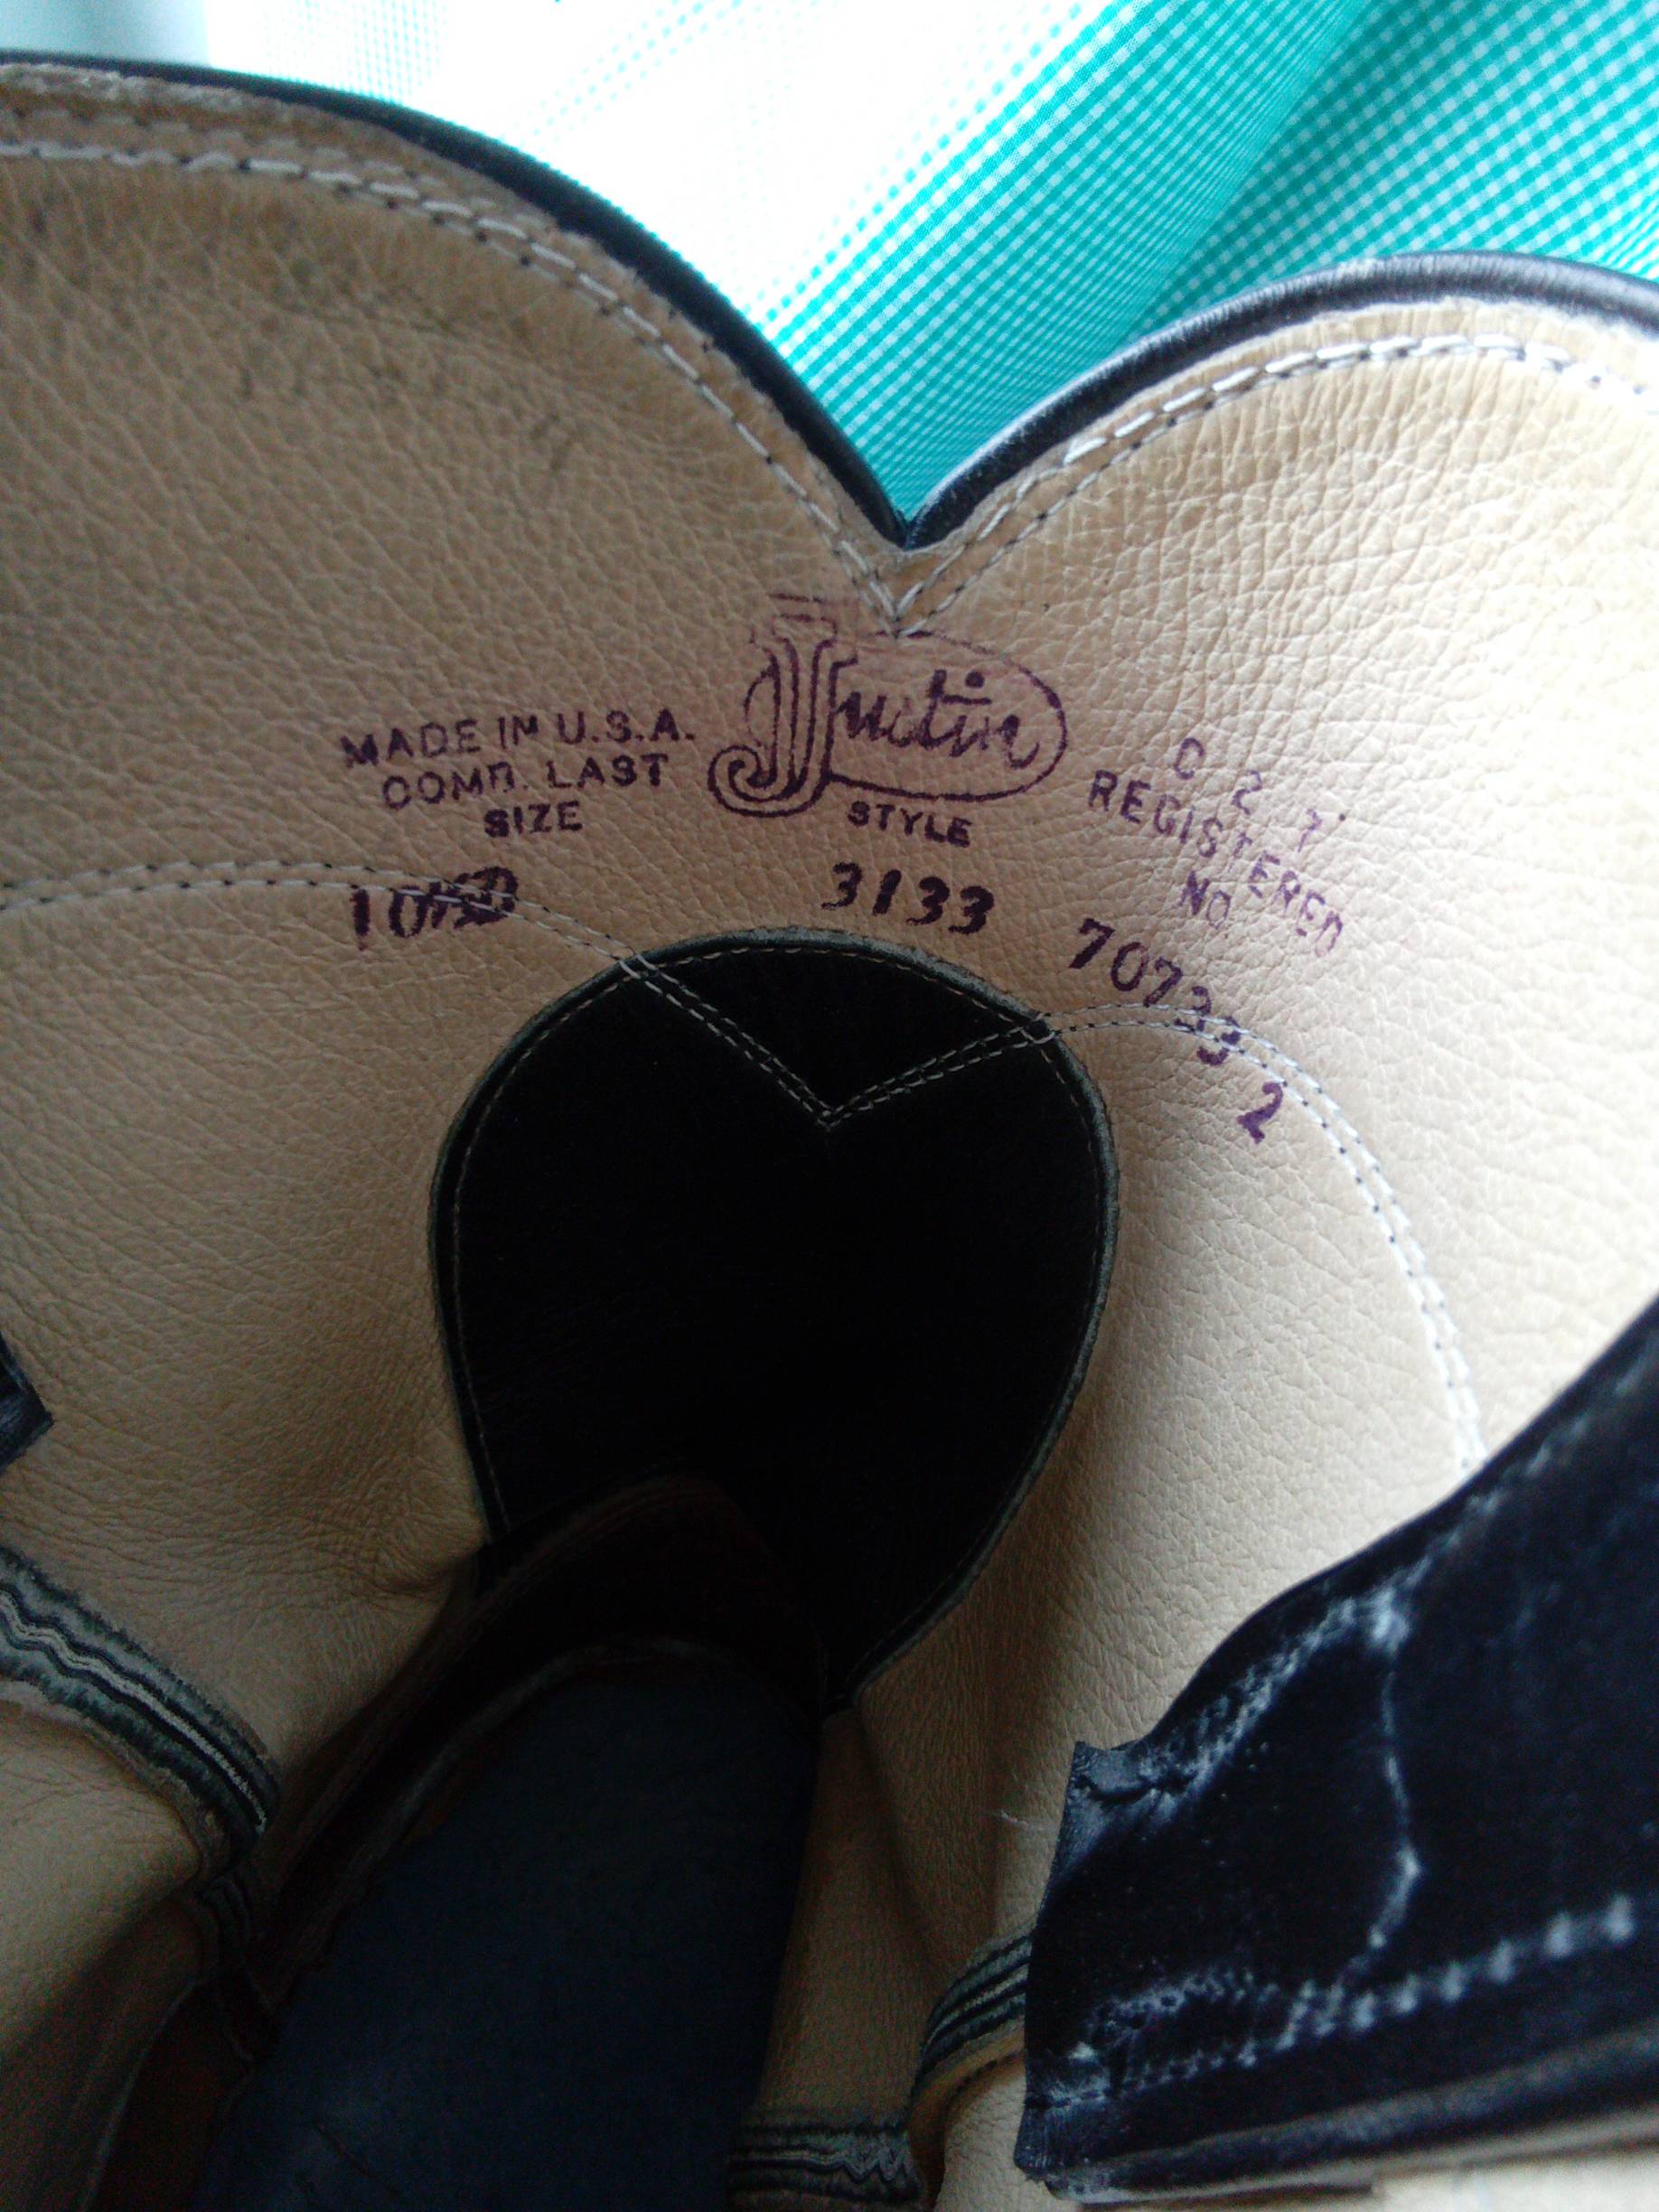 Justin
MADE IN U.S.A.
COMB. LAST
SIZE
STYLE
3133
C 2 7
REGISTERED
NO.
70733
2